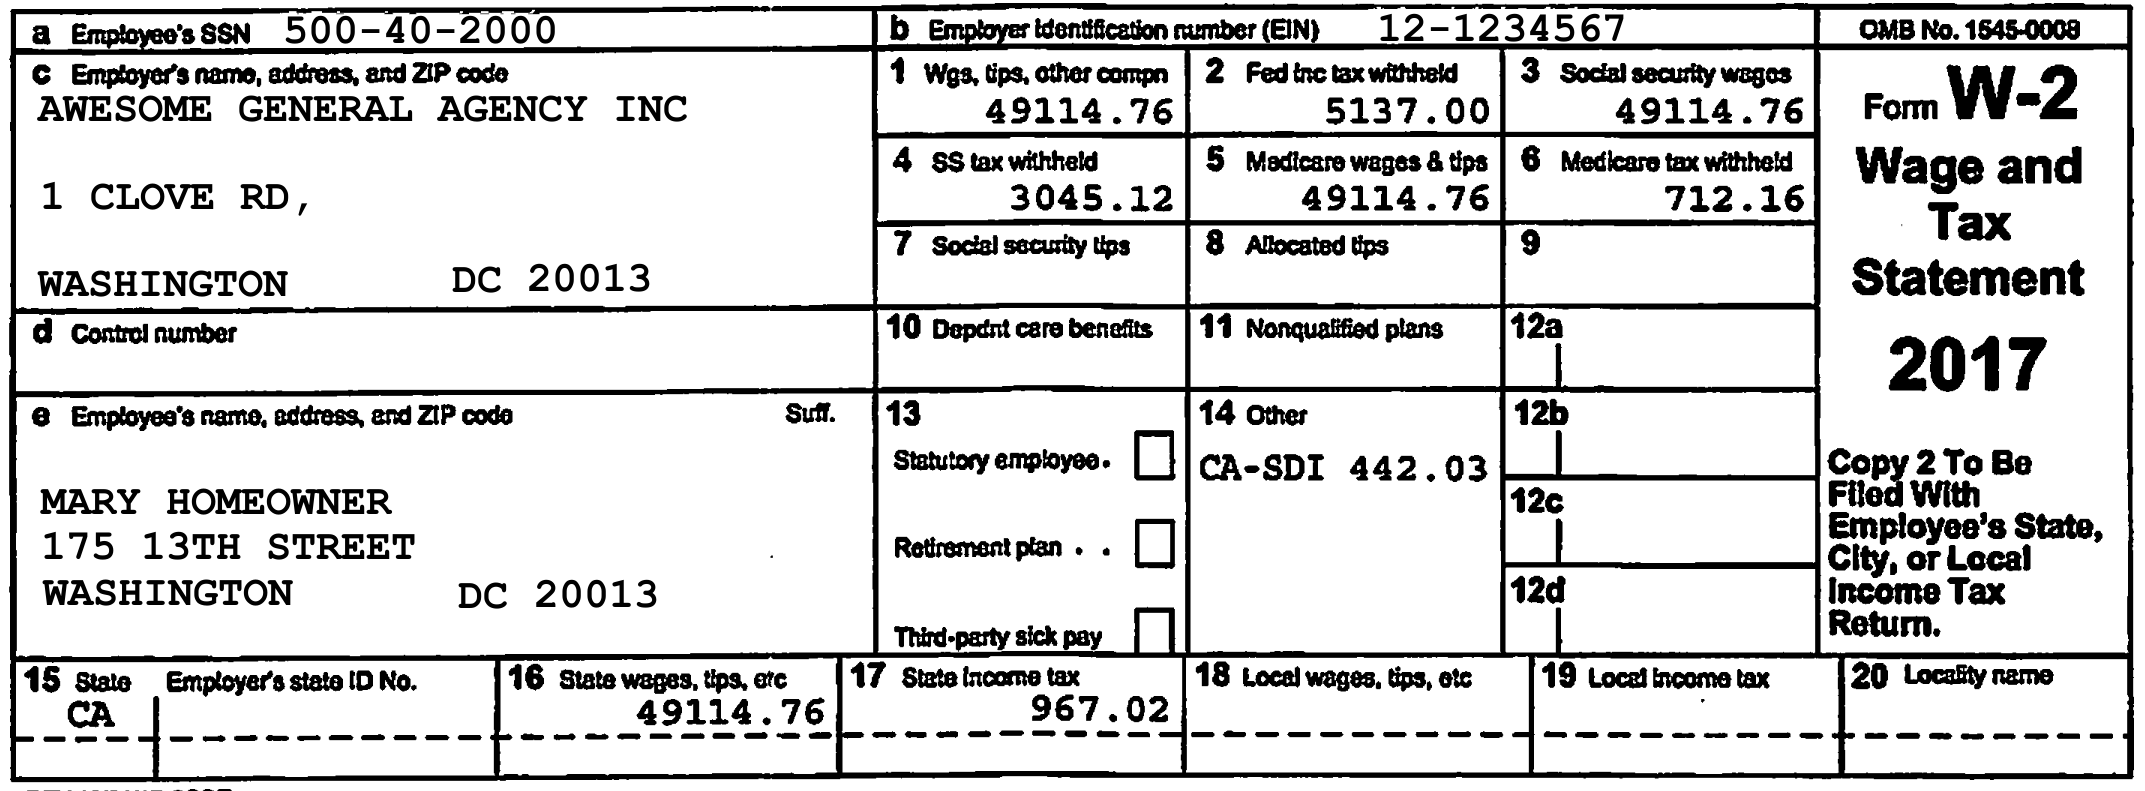 a Employee's SSN 500-40-2000
b Employer identification number (EIN) 12-1234567
OMB No. 1545-0008
c Employer's name, address, and ZIP code
AWESOME GENERAL AGENCY INC
1 CLOVE RD,
WASHINGTON DC 20013
1 Wgs, tips, other compn
49114.76
2 Fed inc tax withheld
5137.00
3 Social security wages
49114.76
4 SS tax withheld
3045.12
5 Medicare wages & tips
49114.76
6 Medicare tax withheld
712.16
7 Social security tips
8 Allocated tips
9
d Control number
10 Depdnt care benefits
11 Nonqualified plans
12a
e Employee's name, address, and ZIP code Suff.
MARY HOMEOWNER
175 13TH STREET
WASHINGTON DC 20013
13
Statutory employee.
Retirement plan . .
Third-party sick pay
14 Other
CA-SDI 442.03
12b
12c
12d
Form W-2
Wage and
Tax
Statement
2017
Copy 2 To Be
Filed With
Employee's State,
City, or Local
Income Tax
Return.
15 State Employer's state ID No.
CA
16 State wages, tips, etc
49114.76
17 State income tax
967.02
18 Local wages, tips, etc
19 Local income tax
20 Locality name